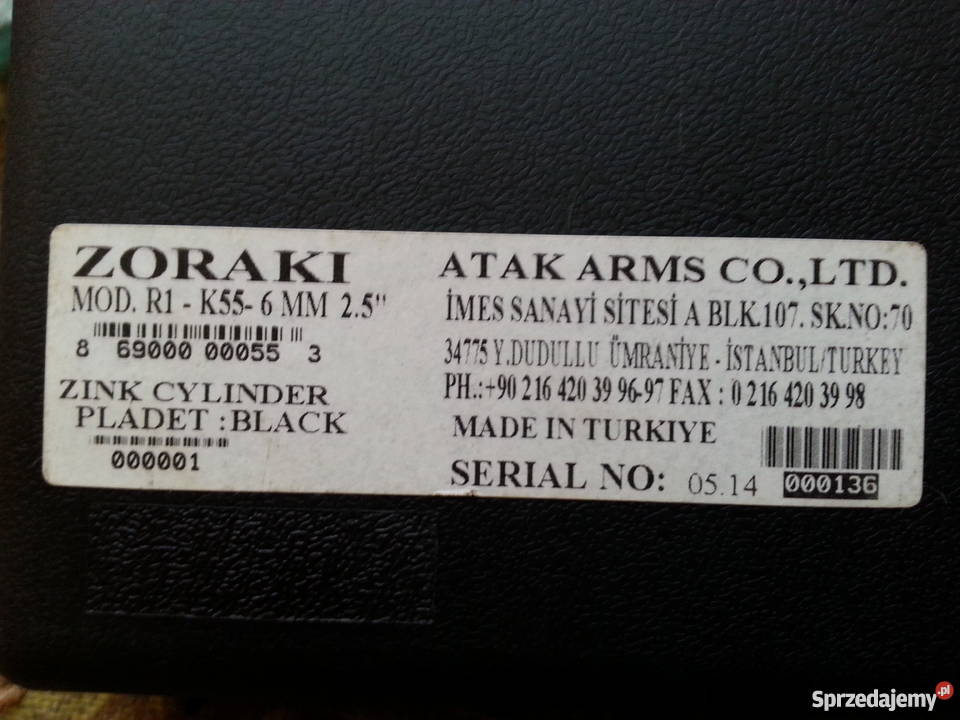 ZORAKI
MOD. R1 - K55- 6 MM 2.5"
8 69000 00055 3
ZINK CYLINDER
PLADET :BLACK
000001
ATAK ARMS CO.,LTD.
İMES SANAYİ SİTESİ A BLK.107. SK.NO:70
34775 Y.DUDULLU ÜMRANİYE - İSTANBUL/TURKEY
PH.:+90 216 420 39 96-97 FAX : 0 216 420 39 98
MADE IN TURKIYE
SERIAL NO: 05.14 000136
Sprzedajemy.pl